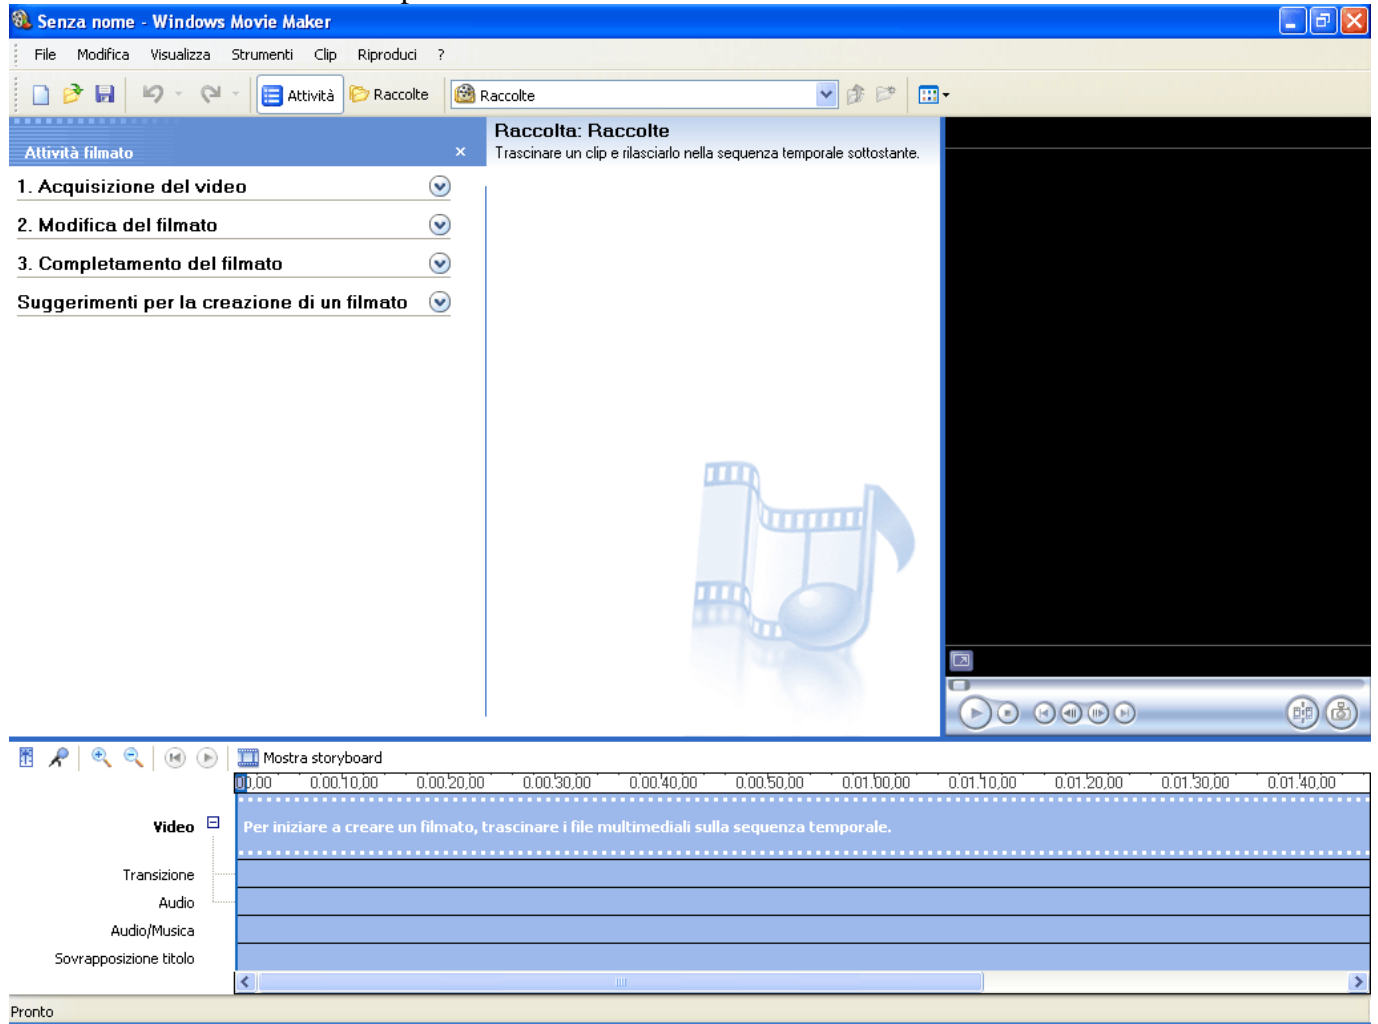 Senza nome - Windows Movie Maker
File Modifica Visualizza Strumenti Clip Riproduci ?
Attività Raccolte Raccolte
Attività filmato
Raccolta: Raccolte
Trascinare un clip e rilasciarlo nella sequenza temporale sottostante.
1. Acquisizione del video
2. Modifica del filmato
3. Completamento del filmato
Suggerimenti per la creazione di un filmato
Mostra storyboard
0.00.10,00 0.00.20,00 0.00.30,00 0.00.40,00 0.00.50,00 0.01.00,00 0.01.10,00 0.01.20,00 0.01.30,00 0.01.40,00
Video Per iniziare a creare un filmato, trascinare i file multimediali sulla sequenza temporale.
Transizione
Audio
Audio/Musica
Sovrapposizione titolo
Pronto